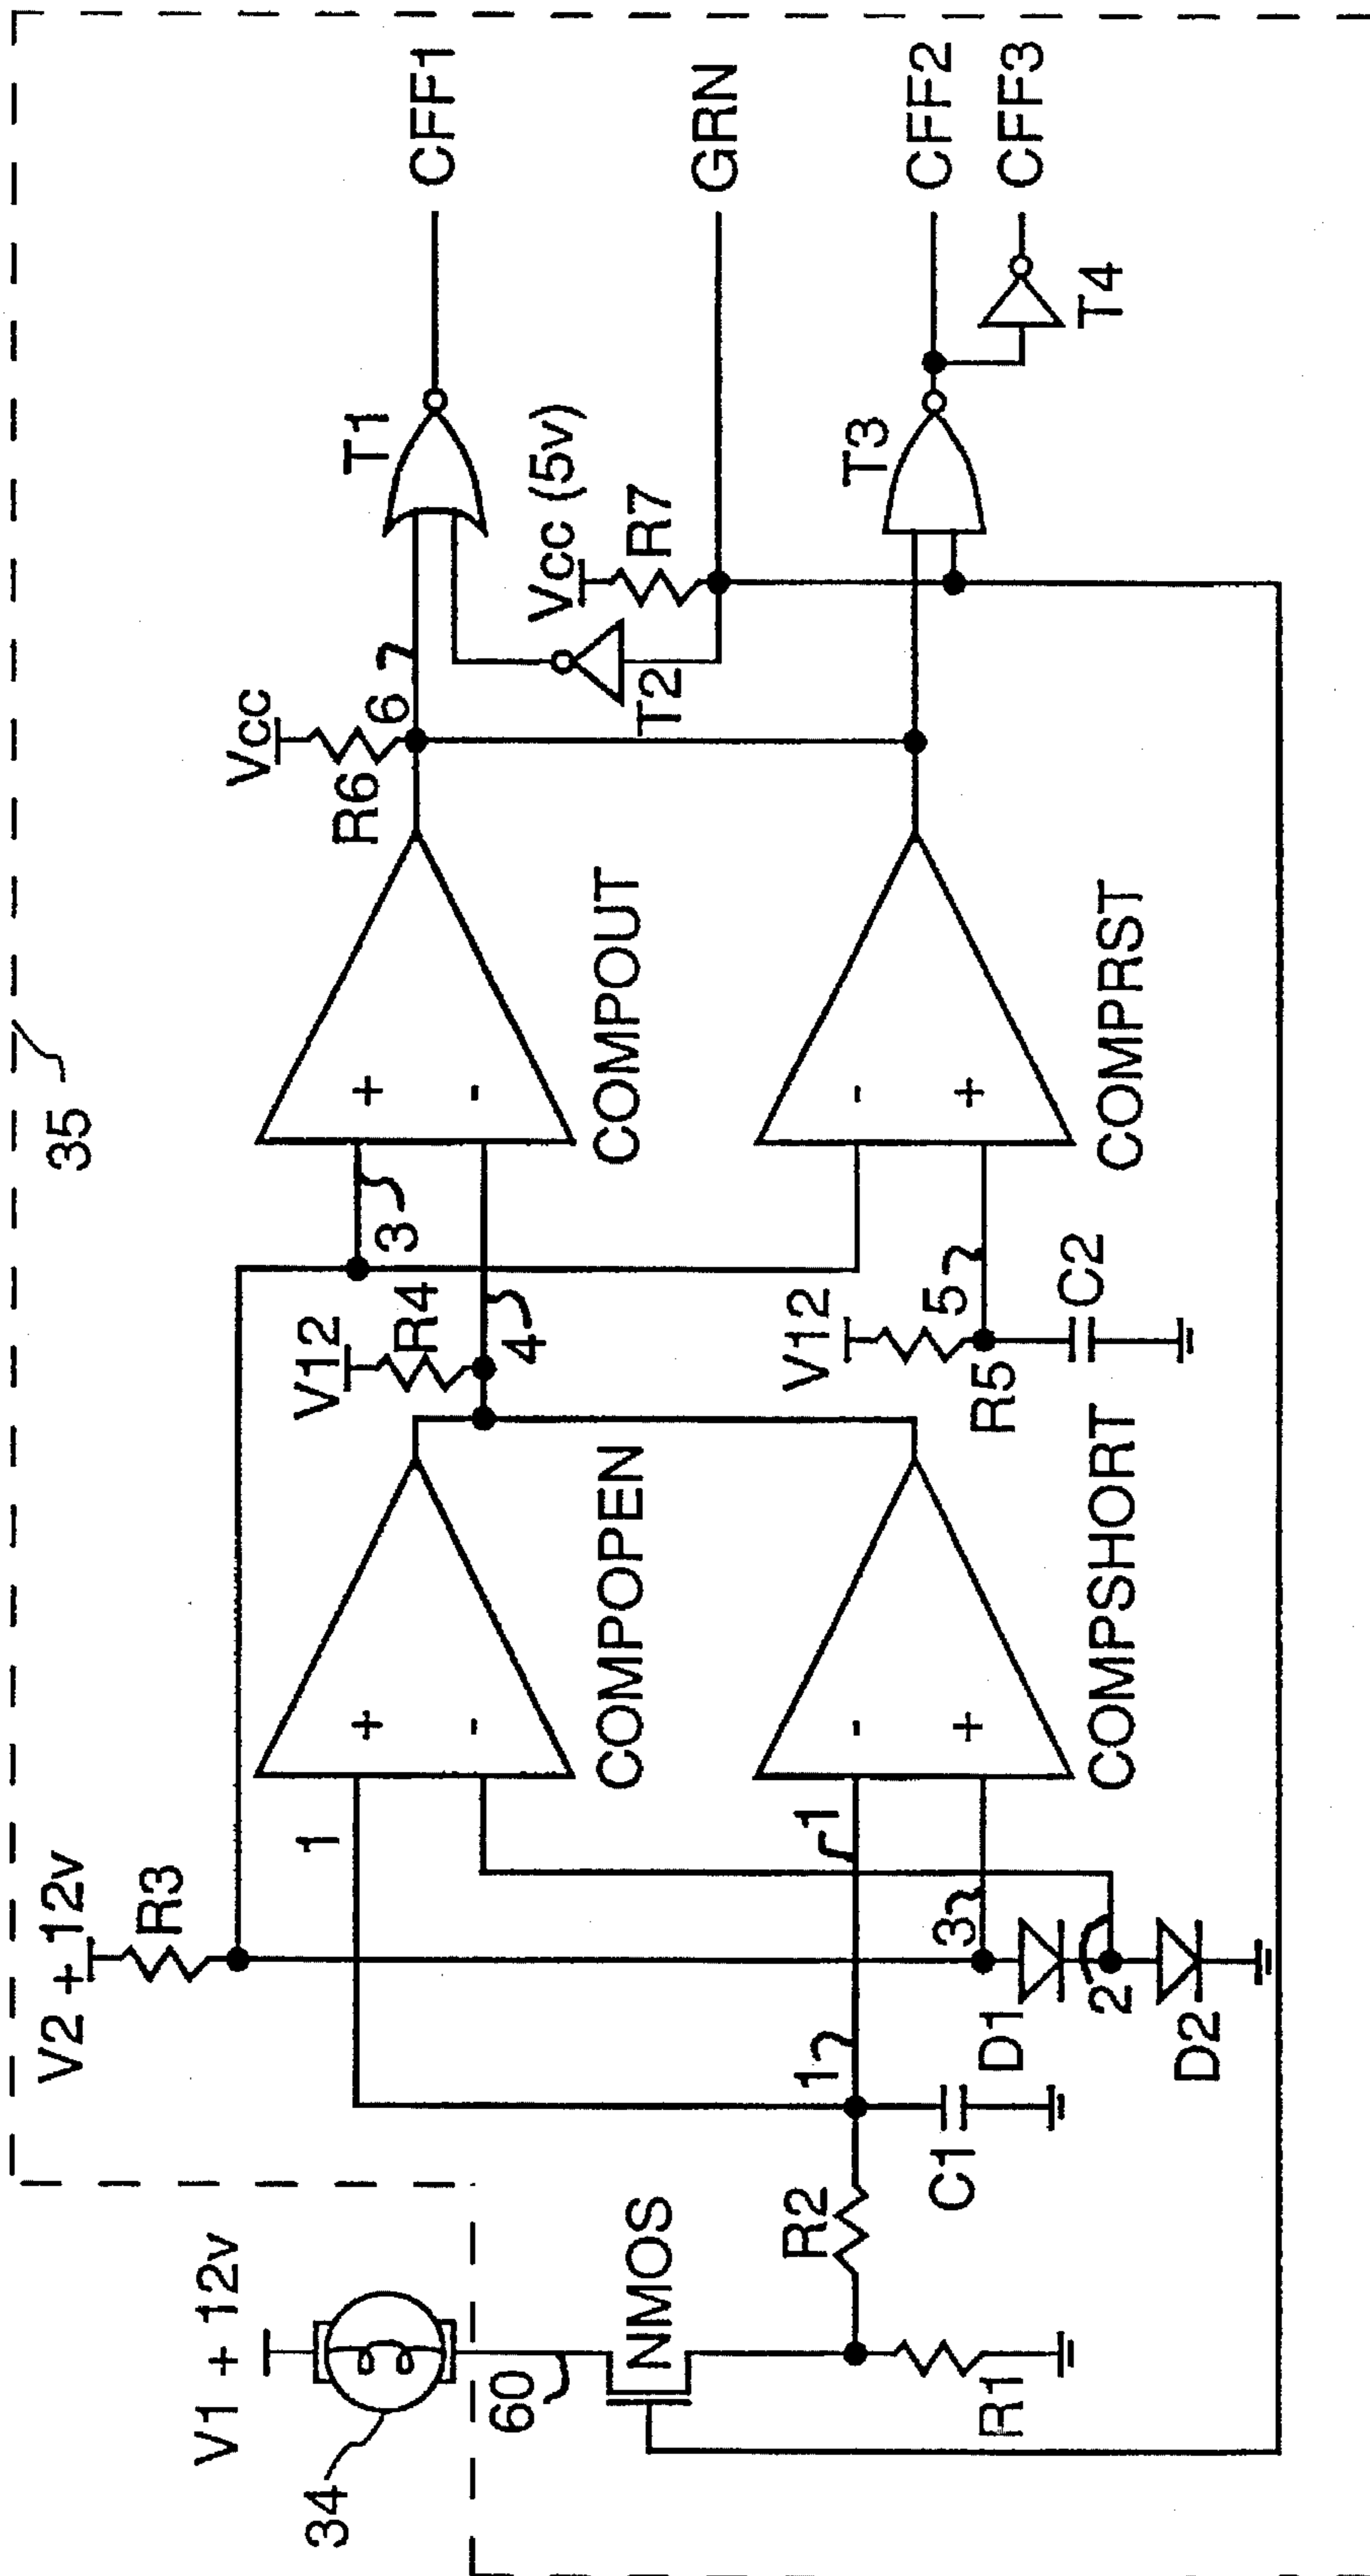 35
V1 + 12v
34
60
NMOS
R1
R2
C1
1
V2 + 12v
R3
1
1
3
D1
2
D2
COMPOPEN
+
-
COMPSHORT
-
+
V12
R4
4
3
V12
R5
5
C2
COMPOUT
+
-
COMPRST
-
+
Vcc
R6
6
T2
Vcc (5v)
R7
T1
T3
T4
CFF1
GRN
CFF2
CFF3